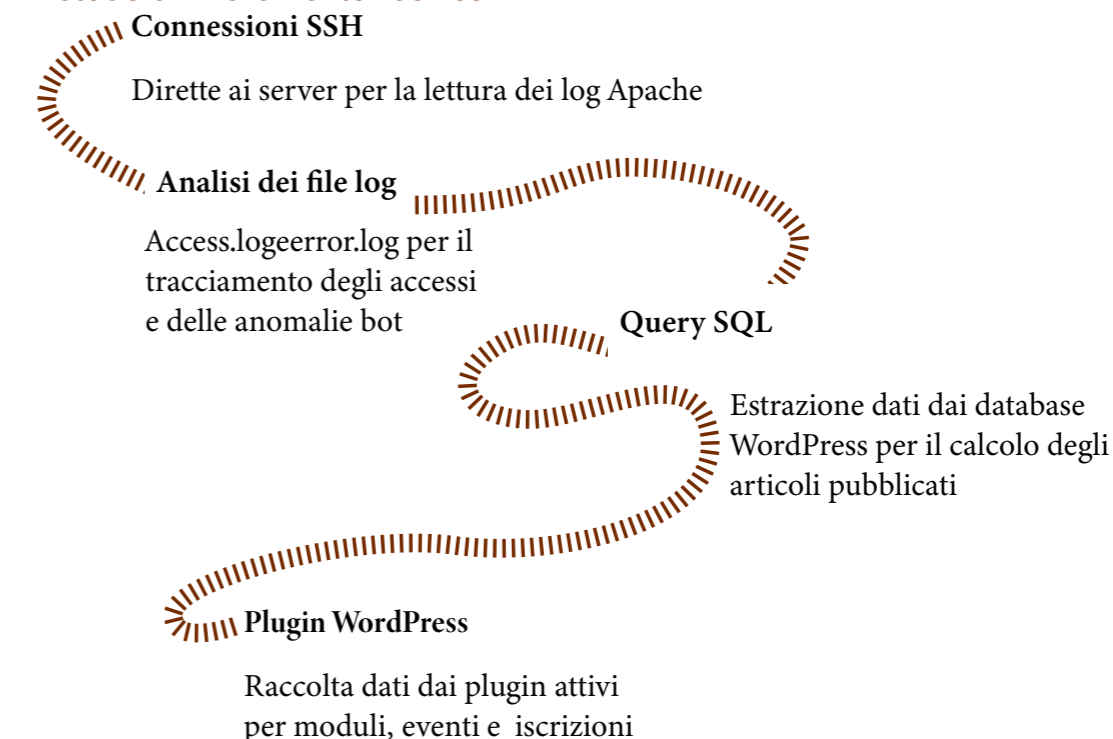 Connessioni SSH
Dirette ai server per la lettura dei log Apache
Analisi dei file log
Access.logeerror.log per il
tracciamento degli accessi
e delle anomalie bot
Query SQL
Estrazione dati dai database
WordPress per il calcolo degli
articoli pubblicati
Plugin WordPress
Raccolta dati dai plugin attivi
per moduli, eventi e iscrizioni